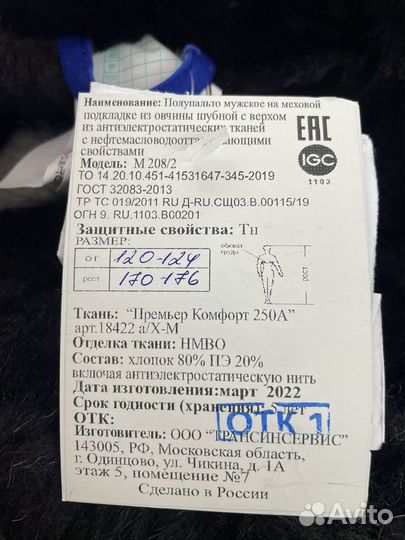 Наименование: Полупальто мужское на меховой
подкладке из овчины шубной с верхом
из антиэлектростатических тканей
с нефтемасловодоотталкивающими
свойствами
Модель: М 208/2
ТО 14.20.10.451-41531647-345-2019
ГОСТ 32083-2013
ТР ТС 019/2011 RU Д-RU.СЩ03.В.00115/19
ОГН 9. RU.1103.В00201
EAC
IGC
1103
Защитные свойства: Тн
РАЗМЕР:
о-г 120-124
рост 170-176
обхват
груди
рост
Ткань: "Премьер Комфорт 250А"
арт.18422 а/Х-М
Отделка ткани: НМВО
Состав: хлопок 80% ПЭ 20%
включая антиэлектростатическую нить
Дата изготовления:март 2022
Срок годности (хранения): 5 лет
ОТК:
ОТК 1
Изготовитель: ООО "ТРАНСИНСЕРВИС"
143005, РФ, Московская область,
г. Одинцово, ул. Чикина, д. 1А
этаж 5, помещение №7
Сделано в России
Avito